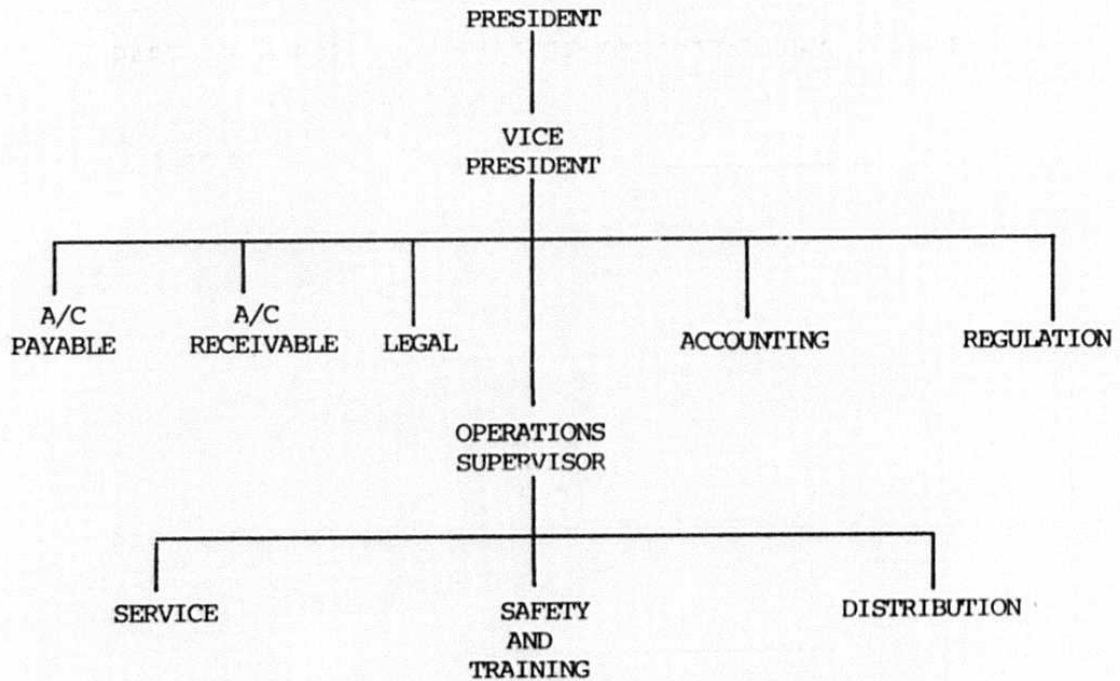 PRESIDENT
VICE
PRESIDENT
A/C
PAYABLE
A/C
RECEIVABLE
LEGAL
ACCOUNTING
REGULATION
OPERATIONS
SUPERVISOR
SERVICE
SAFETY
AND
TRAINING
DISTRIBUTION